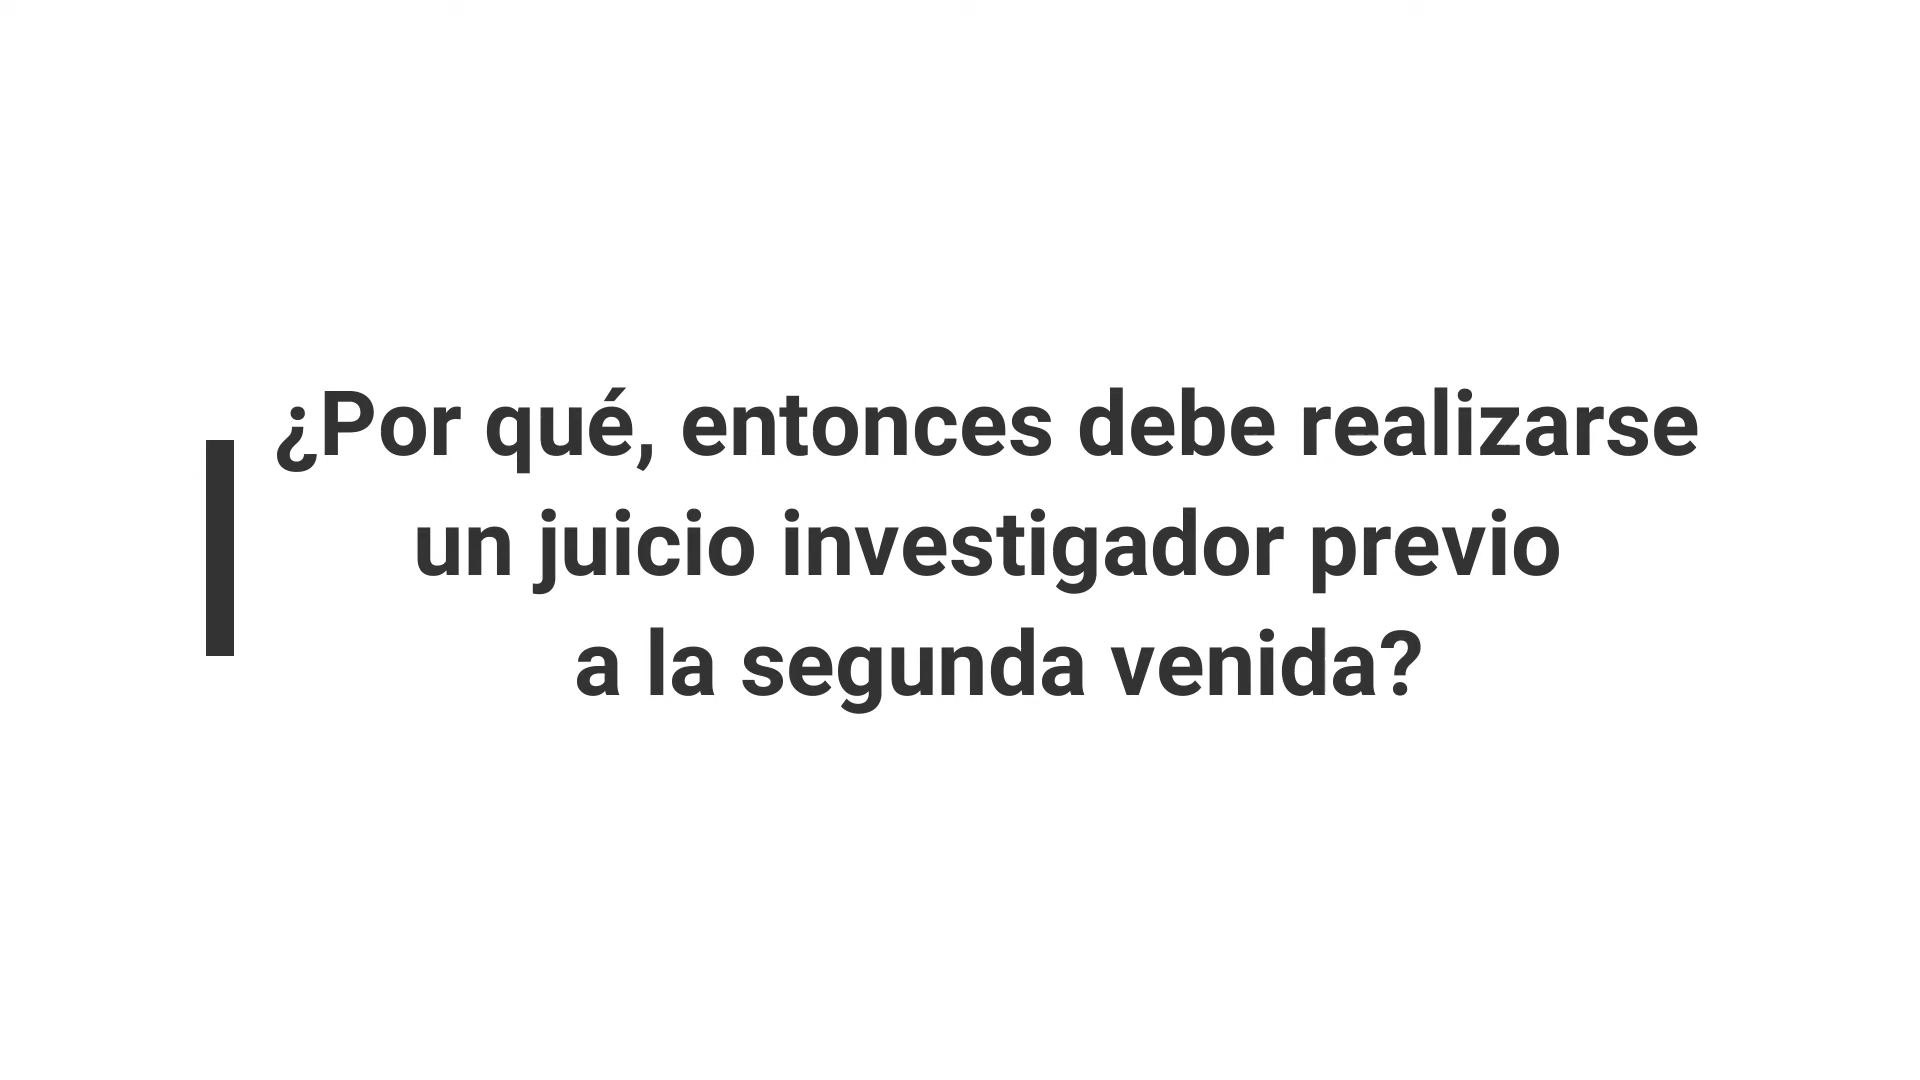 ¿Por qué, entonces debe realizarse
un juicio investigador previo
a la segunda venida?